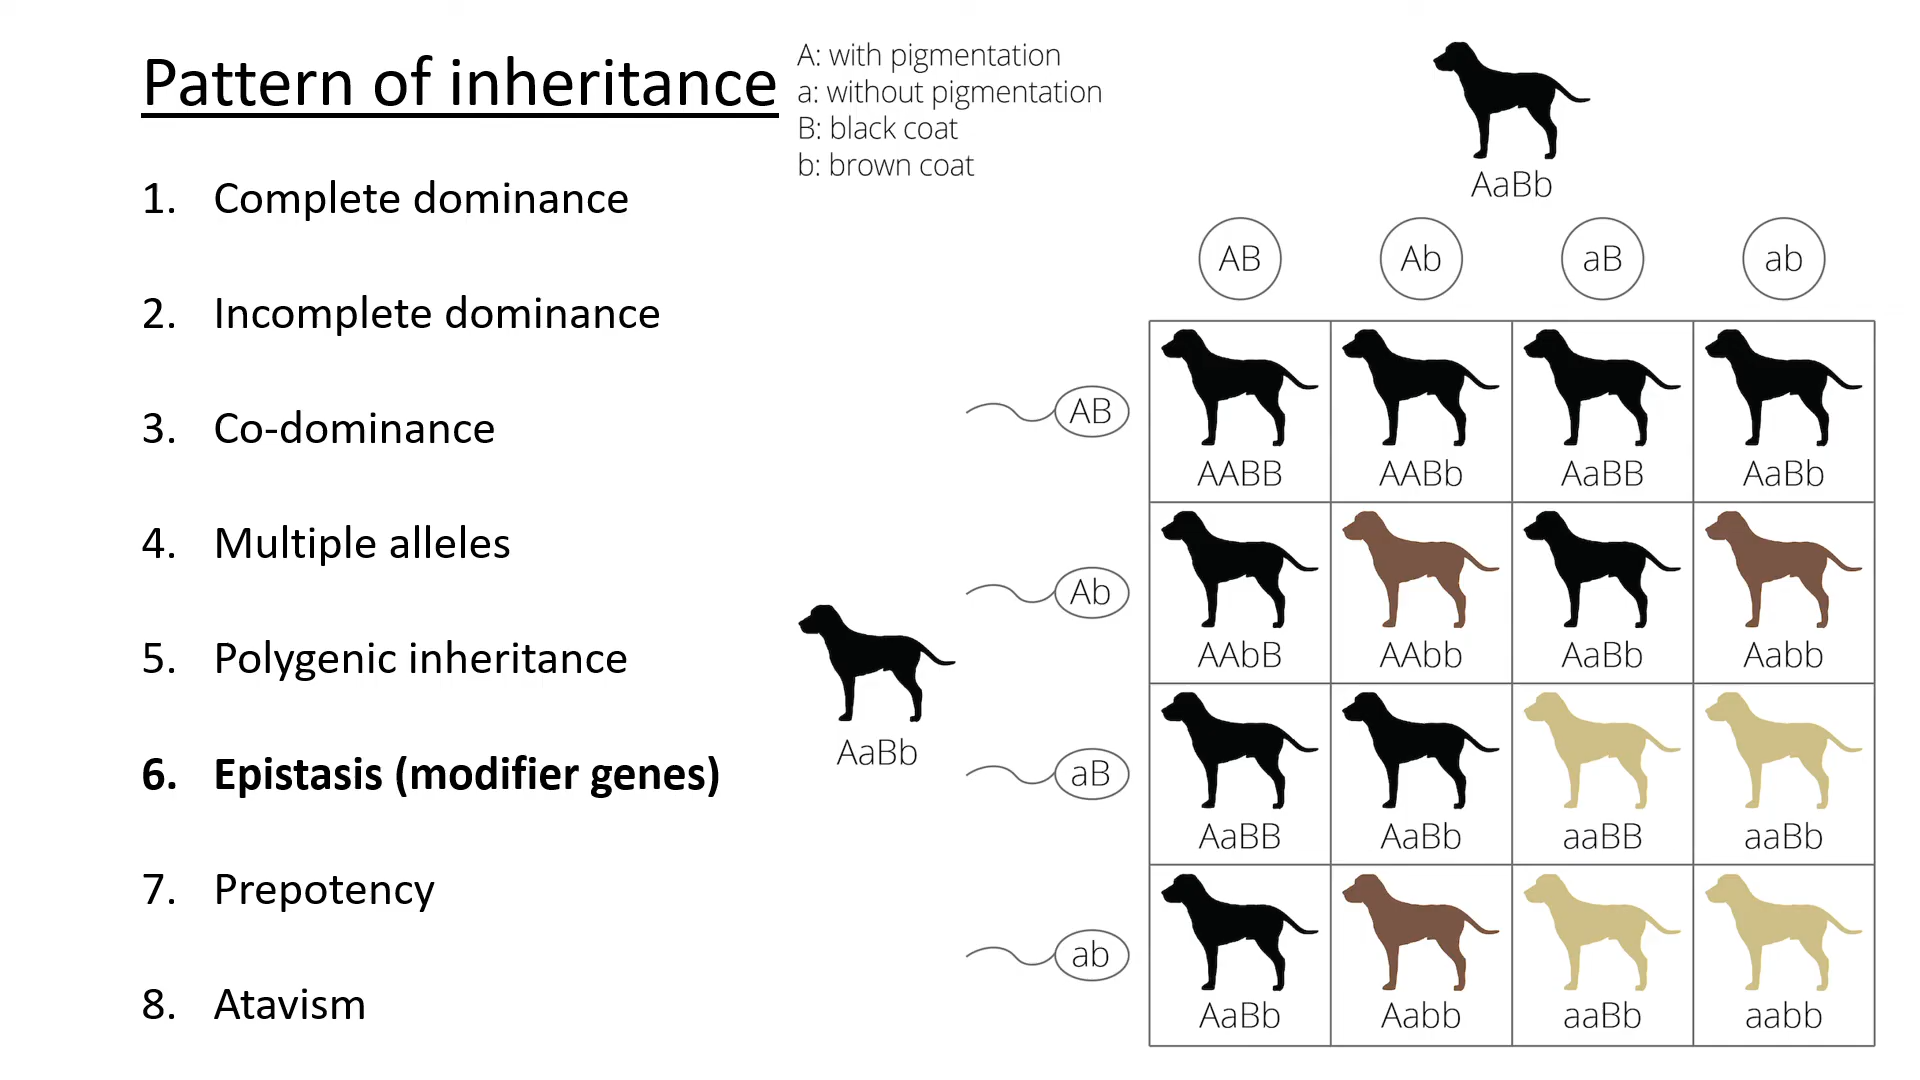 Pattern of inheritance
1. Complete dominance
2. Incomplete dominance
3. Co-dominance
4. Multiple alleles
5. Polygenic inheritance
6. Epistasis (modifier genes)
7. Prepotency
8. Atavism
A: with pigmentation
a: without pigmentation
B: black coat
b: brown coat
AaBb
AB Ab aB ab
AB
AABB AABb AaBB AaBb
Ab
AAbB AAbb AaBb Aabb
AaBb
aB
AaBB AaBb aaBB aaBb
ab
AaBb Aabb aaBb aabb